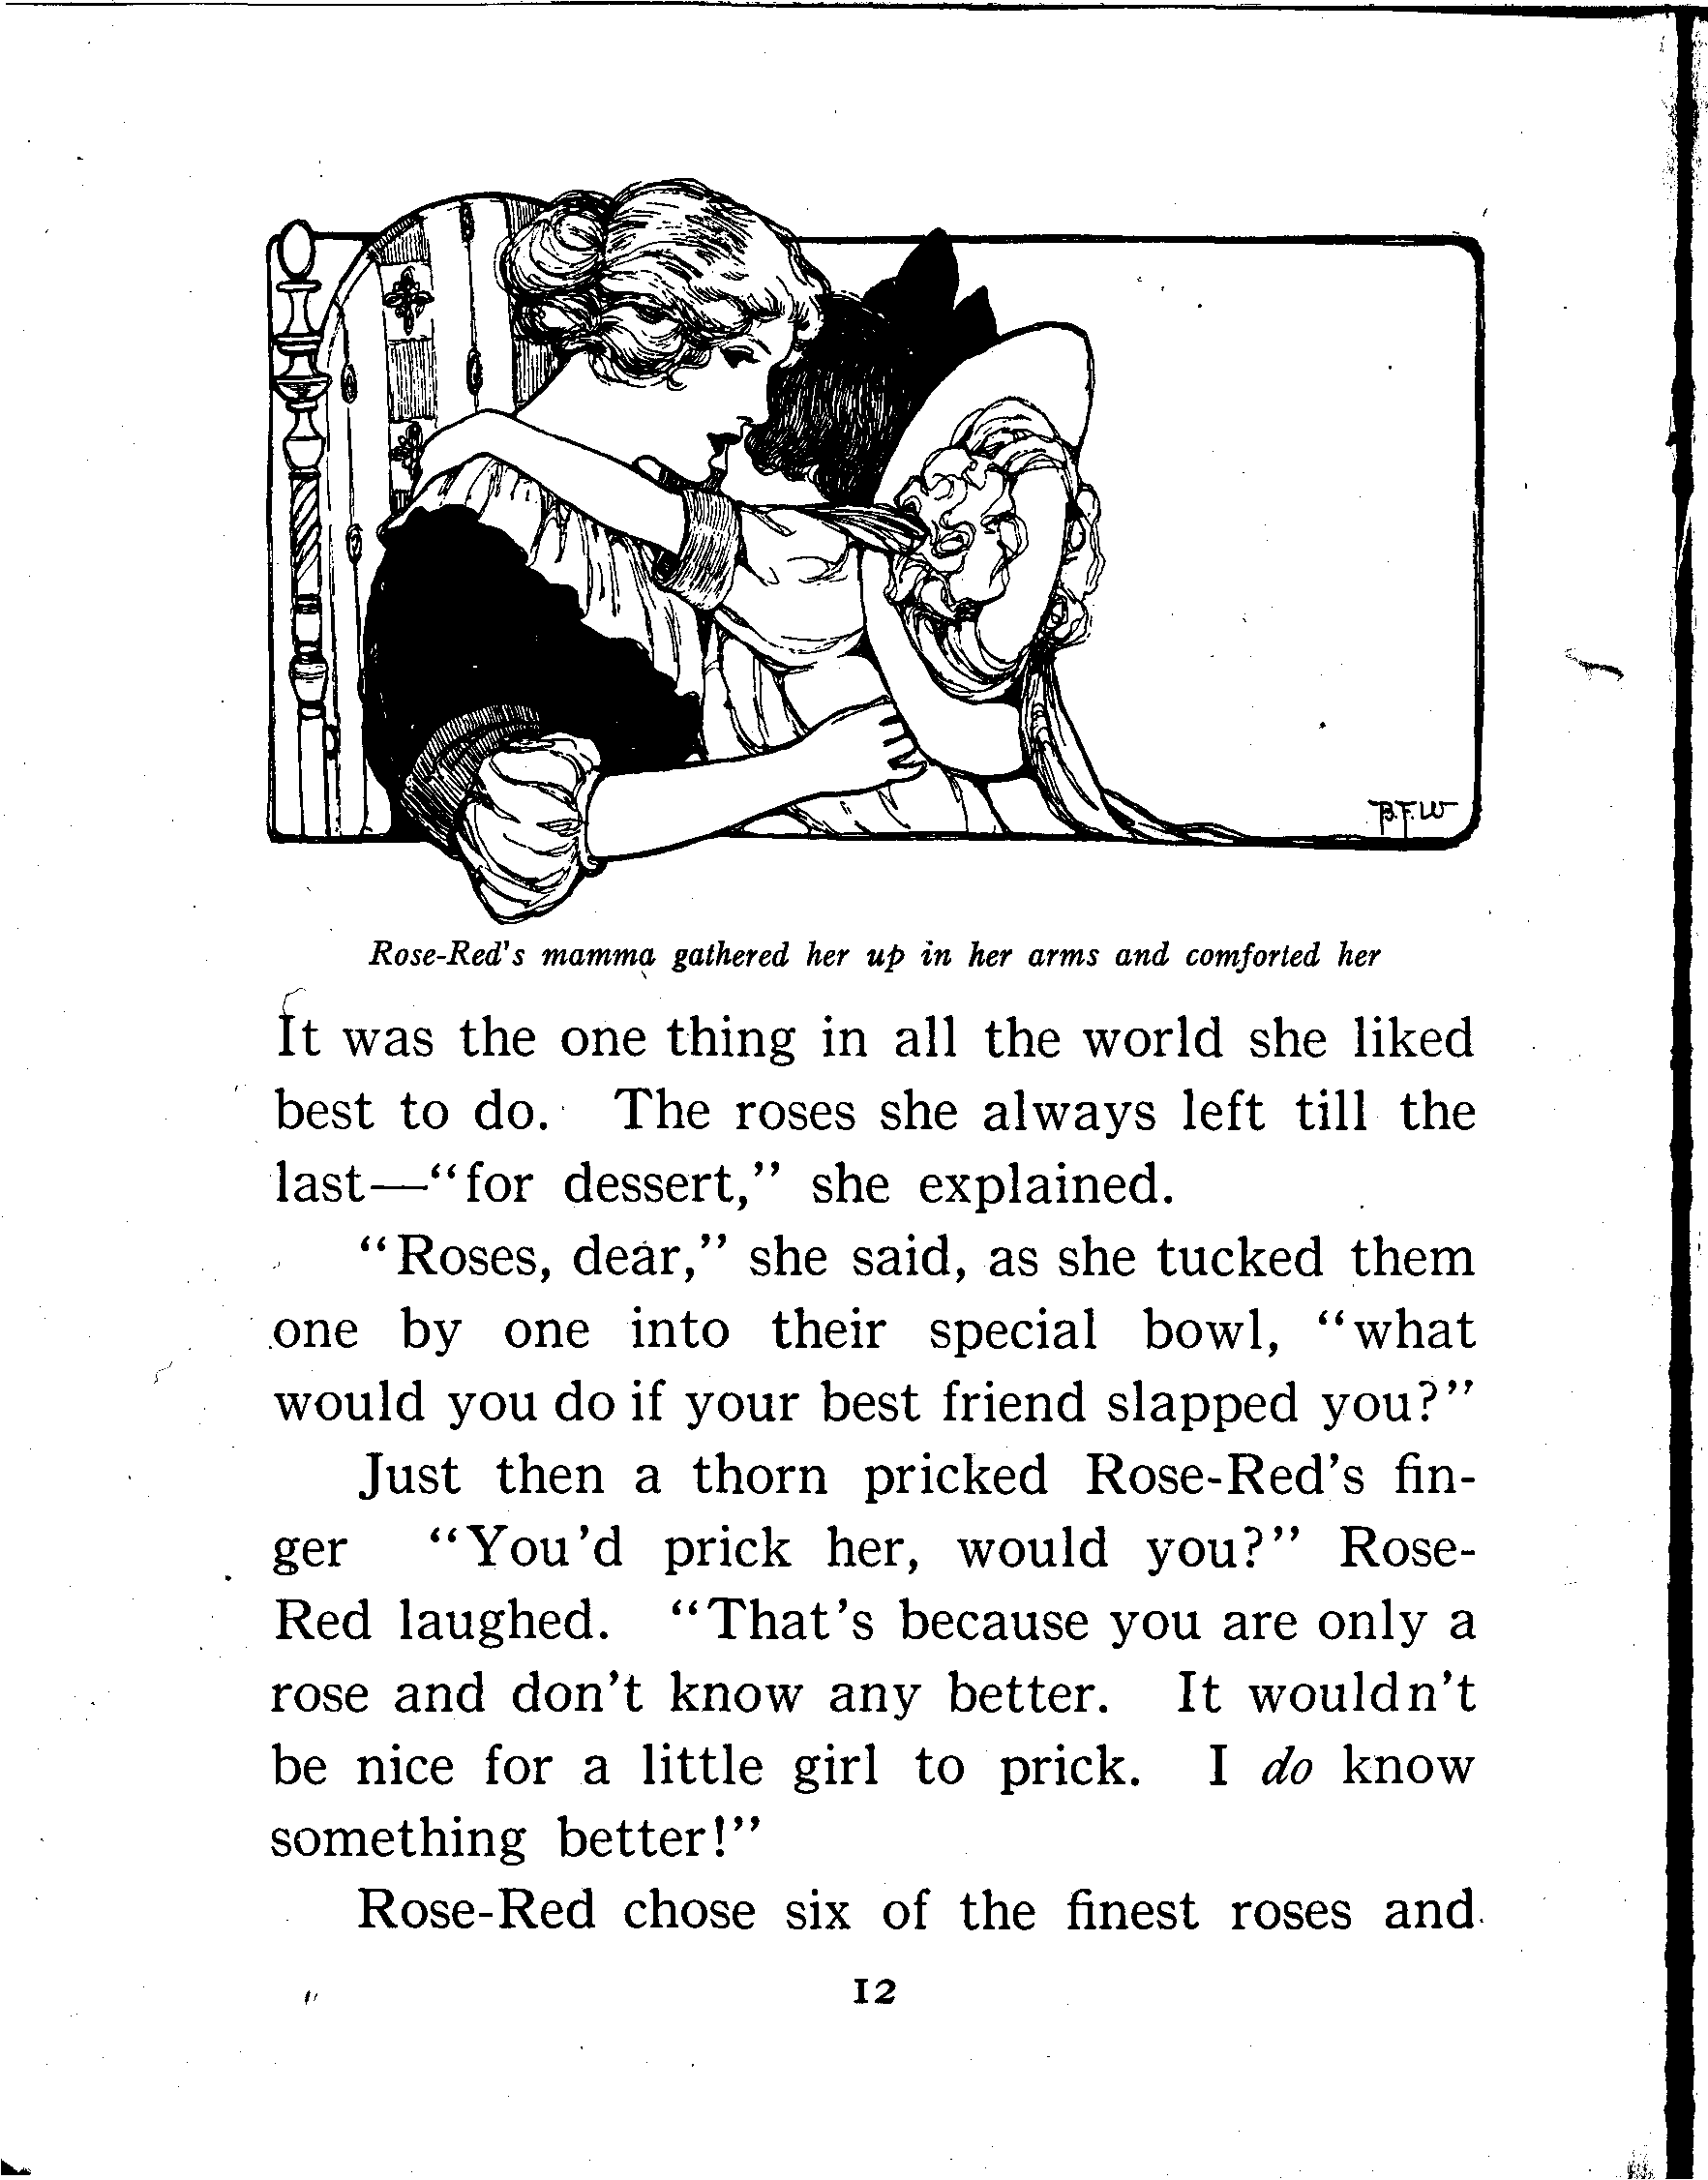 B.F.W
Rose-Red's mamma gathered her up in her arms and comforted her
It was the one thing in all the world she liked
best to do. The roses she always left till the
last—“for dessert,” she explained.
“Roses, dear,” she said, as she tucked them
one by one into their special bowl, “what
would you do if your best friend slapped you?”
Just then a thorn pricked Rose-Red's fin-
ger “You'd prick her, would you?” Rose-
Red laughed. “That's because you are only a
rose and don't know any better. It wouldn't
be nice for a little girl to prick. I do know
something better!”
Rose-Red chose six of the finest roses and
12